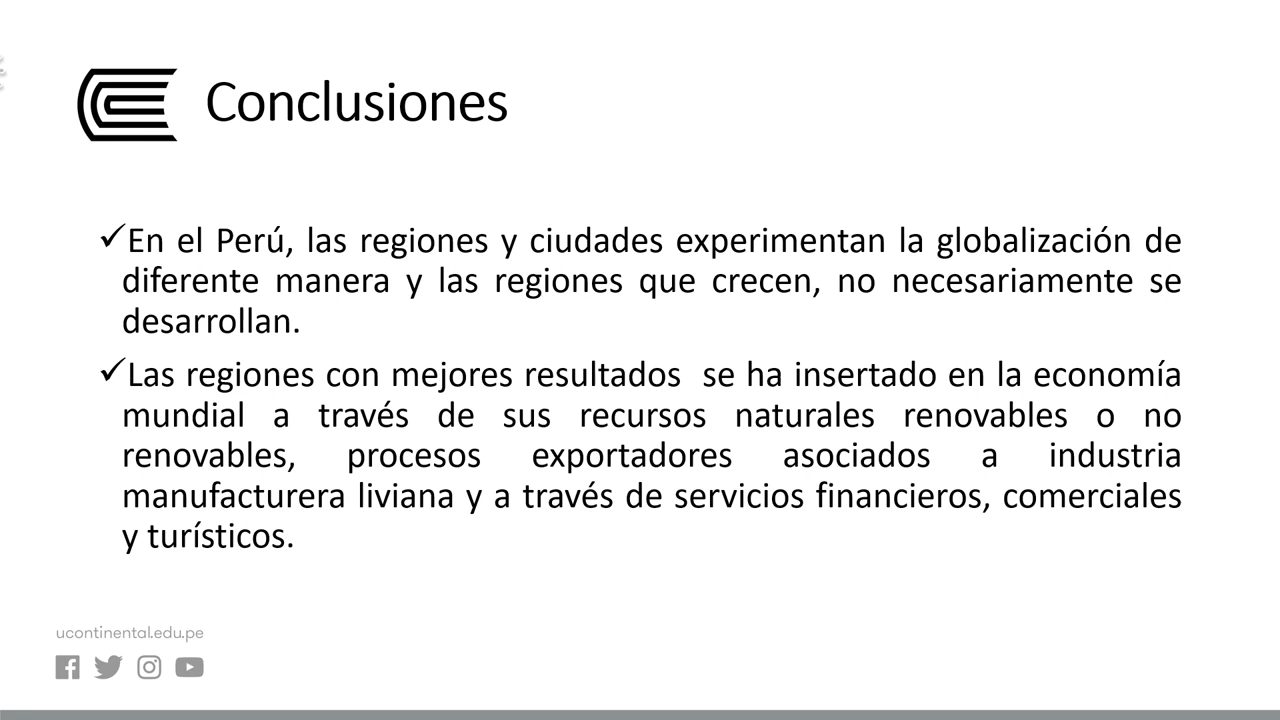 Conclusiones
✓En el Perú, las regiones y ciudades experimentan la globalización de
diferente manera y las regiones que crecen, no necesariamente se
desarrollan.
✓Las regiones con mejores resultados  se ha insertado en la economía
mundial a través de sus recursos naturales renovables o no
renovables, procesos exportadores asociados a industria
manufacturera liviana y a través de servicios financieros, comerciales
y turísticos.
ucontinental.edu.pe